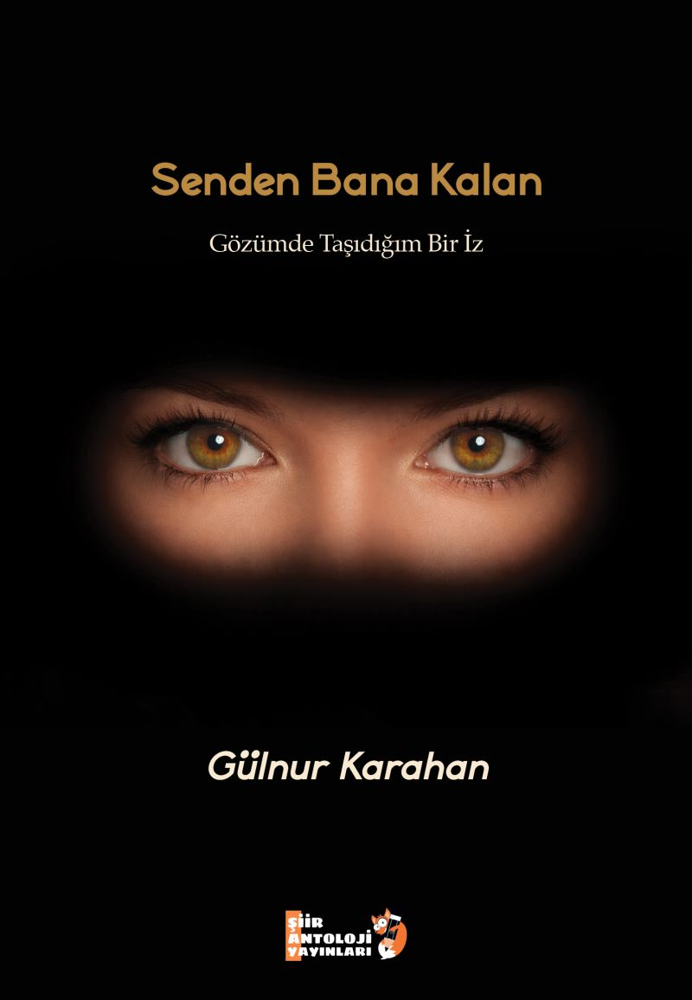 Senden Bana Kalan
Gözümde Taşıdığım Bir İz
Gülnur Karahan
ŞİİR
ANTOLOJİ
YAYINLARI